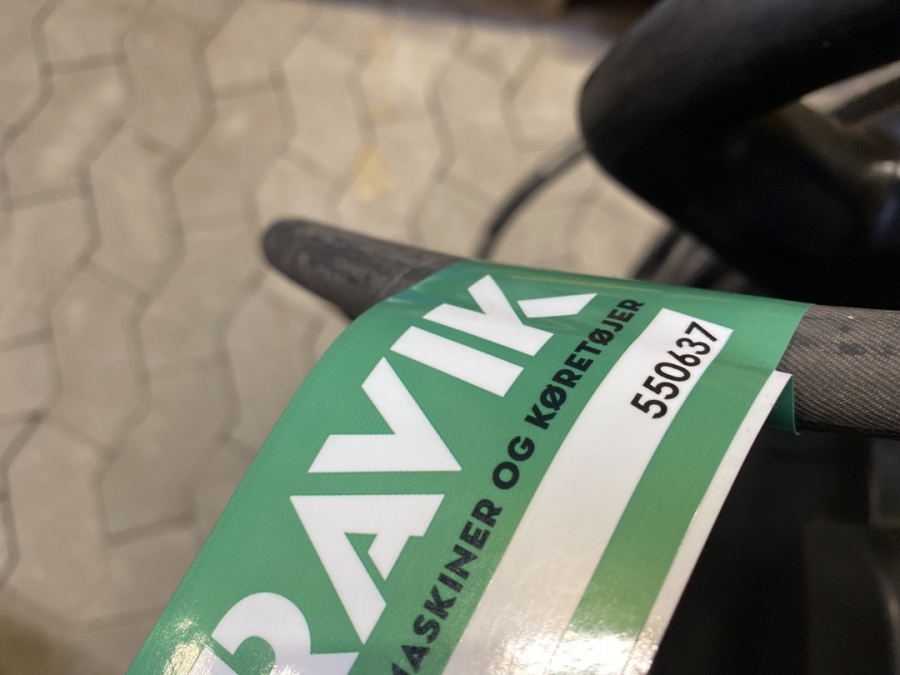 RAVIK
MASKINER OG KØRETØJER
550637